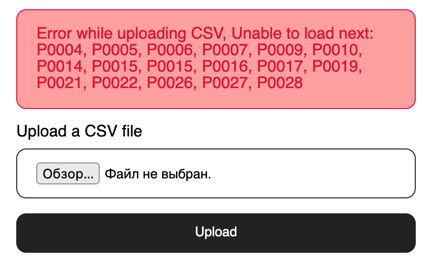 Error while uploading CSV, Unable to load next:
P0004, P0005, P0006, P0007, P0009, P0010,
P0014, P0015, P0015, P0016, P0017, P0019,
P0021, P0022, P0026, P0027, P0028
Upload a CSV file
Обзор... Файл не выбран.
Upload